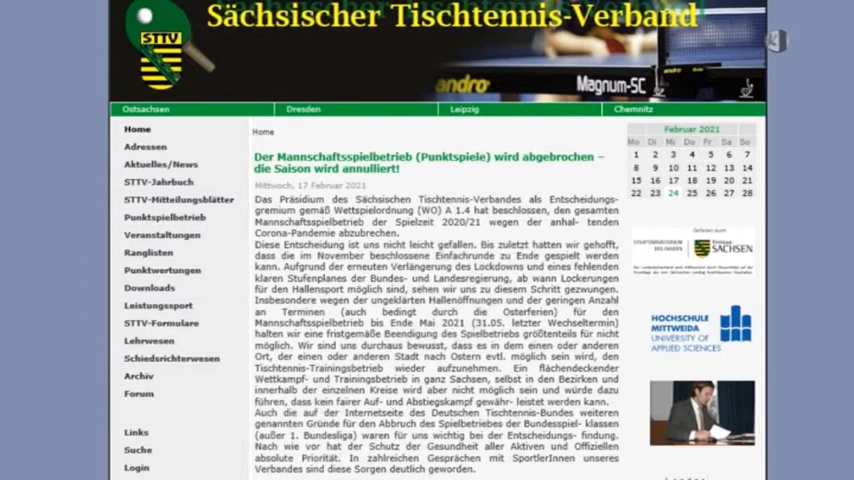 Sächsischer Tischtennis-Verband
STTV
andro
Magnum-SC
andro
Ostsachsen
Dresden
Leipzig
Chemnitz
Home
Adressen
Aktuelles/News
STTV-Jahrbuch
STTV-Mitteilungsblätter
Punktspielbetrieb
Veranstaltungen
Ranglisten
Punktwertungen
Downloads
Leistungssport
STTV-Formulare
Lehrwesen
Schiedsrichterwesen
Archiv
Forum
Links
Suche
Login
Home
Der Mannschaftsspielbetrieb (Punktspiele) wird abgebrochen –
die Saison wird annulliert!
Mittwoch, 17 Februar 2021
Das Präsidium des Sächsischen Tischtennis-Verbandes als Entscheidungs-
gremium gemäß Wettspielordnung (WO) A 1.4 hat beschlossen, den gesamten
Mannschaftsspielbetrieb der Spielzeit 2020/21 wegen der anhal- tenden
Corona-Pandemie abzubrechen.
Diese Entscheidung ist uns nicht leicht gefallen. Bis zuletzt hatten wir gehofft,
dass die im November beschlossene Einfachrunde zu Ende gespielt werden
kann. Aufgrund der erneuten Verlängerung des Lockdowns und eines fehlenden
klaren Stufenplanes der Bundes- und Landesregierung, ab wann Lockerungen
für den Hallensport möglich sind, sehen wir uns zu diesem Schritt gezwungen.
Insbesondere wegen der ungeklärten Hallenöffnungen und der geringen Anzahl
an Terminen (auch bedingt durch die Osterferien) für den
Mannschaftsspielbetrieb bis Ende Mai 2021 (31.05. letzter Wechseltermin)
halten wir eine fristgemäße Beendigung des Spielbetriebs größtenteils für nicht
möglich. Wir sind uns durchaus bewusst, dass es in dem einen oder anderen
Ort, der einen oder anderen Stadt nach Ostern evtl. möglich sein wird, den
Tischtennis-Trainingsbetrieb wieder aufzunehmen. Ein flächendeckender
Wettkampf- und Trainingsbetrieb in ganz Sachsen, selbst in den Bezirken und
innerhalb der einzelnen Kreise wird aber nicht möglich sein und würde dazu
führen, dass kein fairer Auf- und Abstiegskampf gewähr- leistet werden kann.
Auch die auf der Internetseite des Deutschen Tischtennis-Bundes weiteren
genannten Gründe für den Abbruch des Spielbetriebes der Bundesspiel- klassen
(außer 1. Bundesliga) waren für uns wichtig bei der Entscheidungs- findung.
Nach wie vor hat der Schutz der Gesundheit aller Aktiven und Offiziellen
absolute Priorität. In zahlreichen Gesprächen mit SportlerInnen unseres
Verbandes sind diese Sorgen deutlich geworden.
Februar 2021
Mo Di Mi Do Fr Sa So
1 2 3 4 5 6 7
8 9 10 11 12 13 14
15 16 17 18 19 20 21
22 23 24 25 26 27 28
Gefördert durch
STAATSMINISTERIUM
DES INNERN
Freistaat
SACHSEN
HOCHSCHULE
MITTWEIDA
UNIVERSITY OF
APPLIED SCIENCES